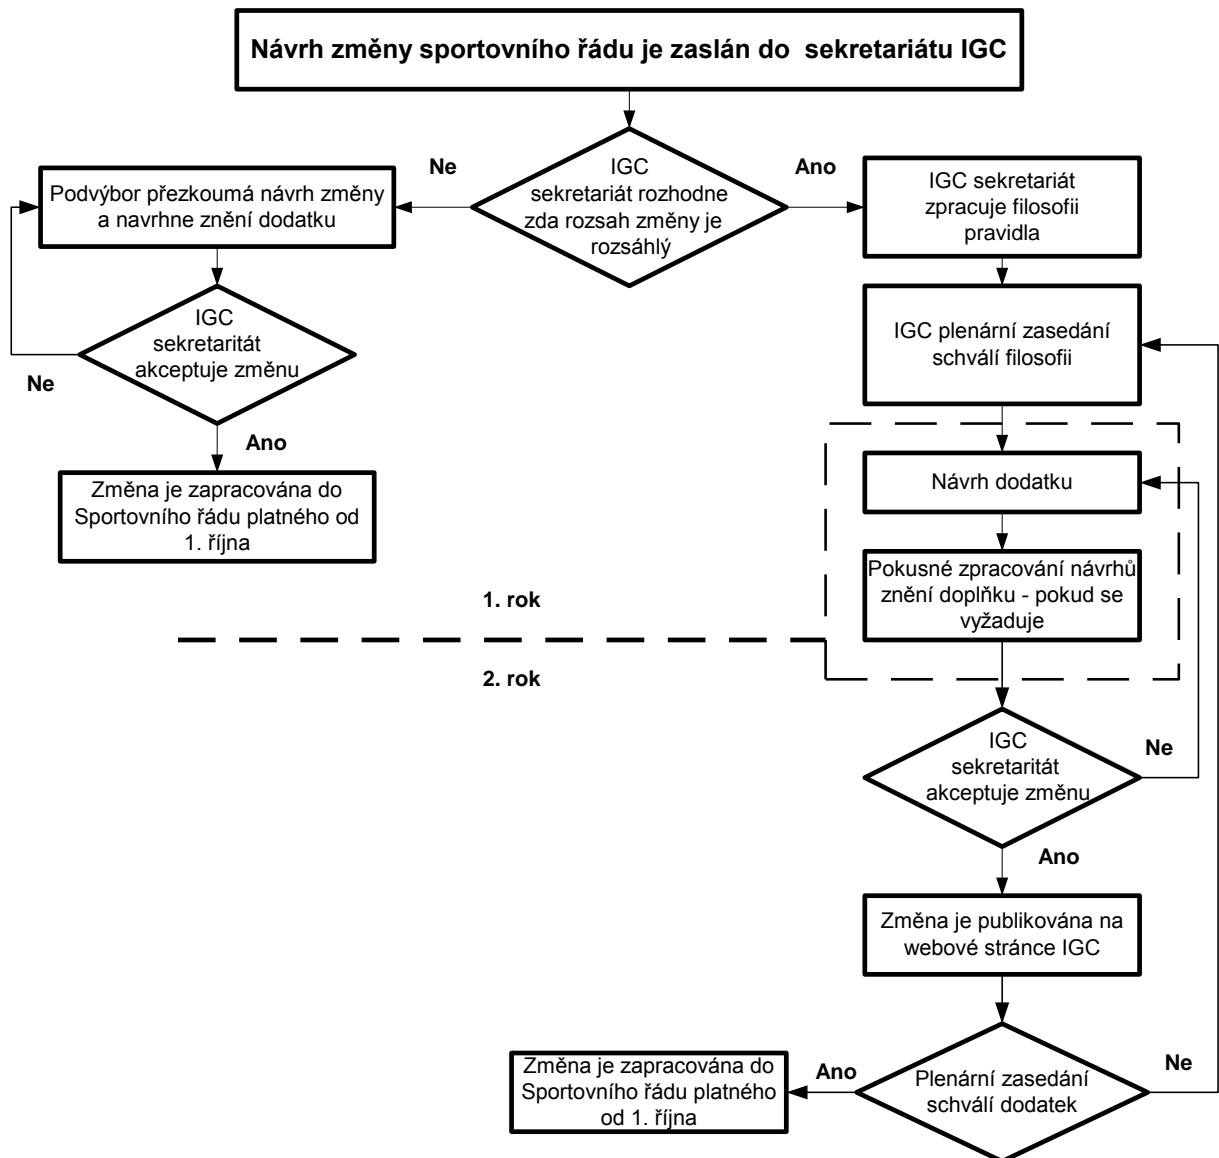 Návrh změny sportovního řádu je zaslán do  sekretariátu IGC
IGC
sekretariát rozhodne
zda rozsah změny je
rozsáhlý
Ne
Ano
Podvýbor přezkoumá návrh změny
a navrhne znění dodatku
IGC
sekretaritát
akceptuje změnu
Ne
Ano
Změna je zapracována do
Sportovního řádu platného od
1. října
IGC sekretariát
zpracuje filosofii
pravidla
IGC plenární zasedání
schválí filosofii
Návrh dodatku
Pokusné zpracování návrhů
znění doplňku - pokud se
vyžaduje
1. rok
2. rok
IGC
sekretaritát
akceptuje změnu
Ne
Ano
Změna je publikována na
webové stránce IGC
Plenární zasedání
schválí dodatek
Ne
Ano
Změna je zapracována do
Sportovního řádu platného
od 1. října